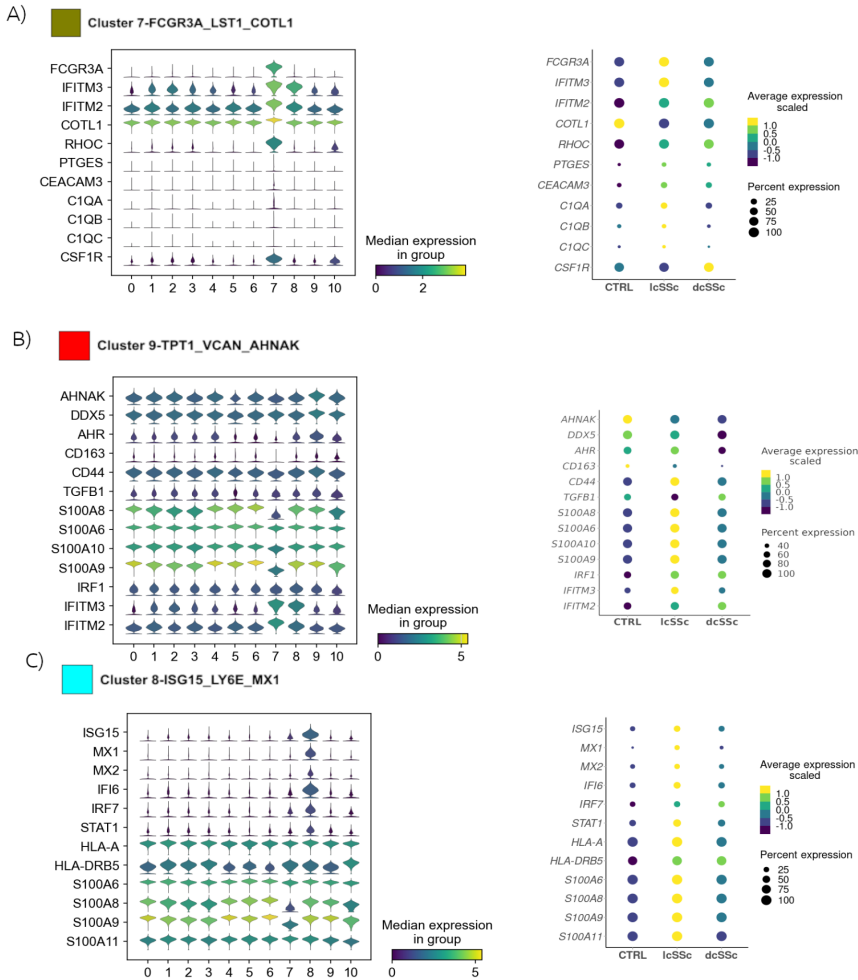 A)
Cluster 7-FCGR3A_LST1_COTL1
FCGR3A
IFITM3
IFITM2
COTL1
RHOC
PTGES
CEACAM3
C1QA
C1QB
C1QC
CSF1R
0 1 2 3 4 5 6 7 8 9 10
Median expression
in group
0 2
FCGR3A
IFITM3
IFITM2
COTL1
RHOC
PTGES
CEACAM3
C1QA
C1QB
C1QC
CSF1R
CTRL lcSSc dcSSc
Average expression
scaled
1.0
0.5
0.0
-0.5
-1.0
Percent expression
25
50
75
100
B)
Cluster 9-TPT1_VCAN_AHNAK
AHNAK
DDX5
AHR
CD163
CD44
TGFB1
S100A8
S100A6
S100A10
S100A9
IRF1
IFITM3
IFITM2
0 1 2 3 4 5 6 7 8 9 10
Median expression
in group
0 5
AHNAK
DDX5
AHR
CD163
CD44
TGFB1
S100A8
S100A6
S100A10
S100A9
IRF1
IFITM3
IFITM2
CTRL lcSSc dcSSc
Average expression
scaled
1.0
0.5
0.0
-0.5
-1.0
Percent expression
40
60
80
100
C)
Cluster 8-ISG15_LY6E_MX1
ISG15
MX1
MX2
IFI6
IRF7
STAT1
HLA-A
HLA-DRB5
S100A6
S100A8
S100A9
S100A11
0 1 2 3 4 5 6 7 8 9 10
Median expression
in group
0 5
ISG15
MX1
MX2
IFI6
IRF7
STAT1
HLA-A
HLA-DRB5
S100A6
S100A8
S100A9
S100A11
CTRL lcSSc dcSSc
Average expression
scaled
1.0
0.5
0.0
-0.5
-1.0
Percent expression
25
50
75
100